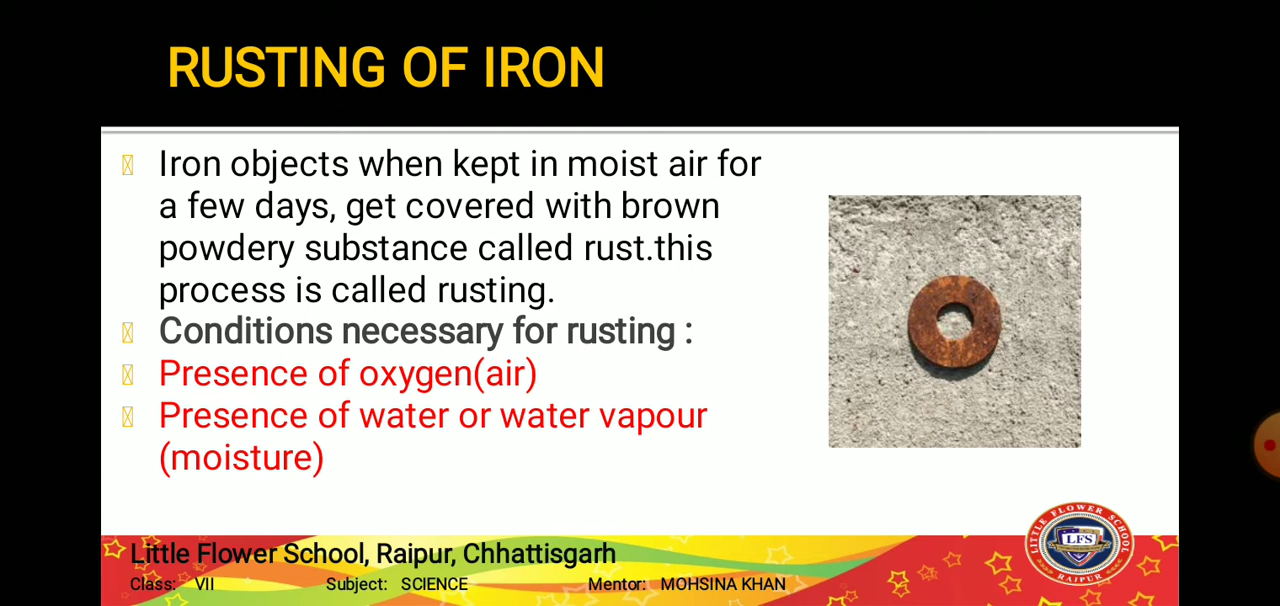 RUSTING OF IRON
Iron objects when kept in moist air for
a few days, get covered with brown
powdery substance called rust.this
process is called rusting.
Conditions necessary for rusting :
Presence of oxygen(air)
Presence of water or water vapour
(moisture)
Little Flower School, Raipur, Chhattisgarh
Class: VII Subject: SCIENCE Mentor: MOHSINA KHAN
LITTLE FLOWER SCHOOL
LFS
RAIPUR